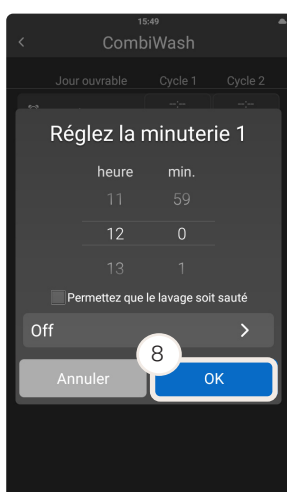 15:49
CombiWash
Jour ouvrable Cycle 1 Cycle 2
--:-- --:--
Réglez la minuterie 1
heure min.
11 59
12 0
13 1
Permettez que le lavage soit sauté
Off
8
Annuler OK